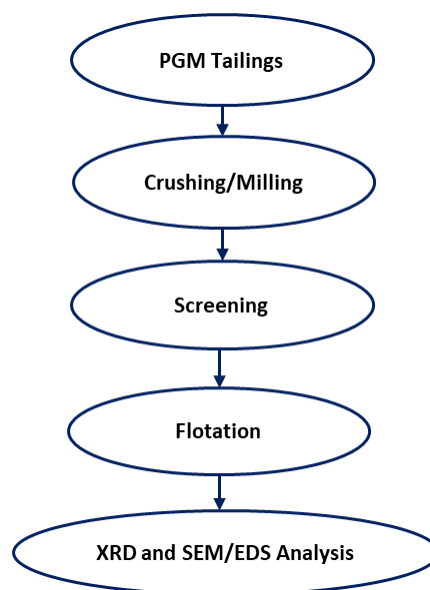 PGM Tailings
Crushing/Milling
Screening
Flotation
XRD and SEM/EDS Analysis